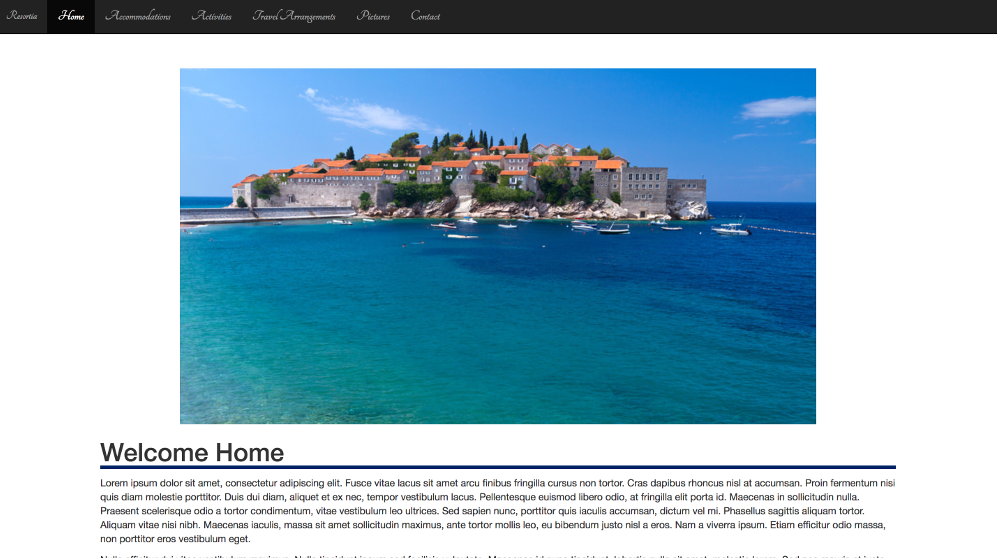 Resortia Home Accommodations Activities Travel Arrangements Pictures Contact
Welcome Home
Lorem ipsum dolor sit amet, consectetur adipiscing elit. Fusce vitae lacus sit amet arcu finibus fringilla cursus non tortor. Cras dapibus rhoncus nisl at accumsan. Proin fermentum nisi
quis diam molestie porttitor. Duis dui diam, aliquet et ex nec, tempor vestibulum lacus. Pellentesque euismod libero odio, at fringilla elit porta id. Maecenas in sollicitudin nulla.
Praesent scelerisque odio a tortor condimentum, vitae vestibulum leo ultrices. Sed sapien nunc, porttitor quis iaculis accumsan, dictum vel mi. Phasellus sagittis aliquam tortor.
Aliquam vitae nisi nibh. Maecenas iaculis, massa sit amet sollicitudin maximus, ante tortor mollis leo, eu bibendum justo nisl a eros. Nam a viverra ipsum. Etiam efficitur odio massa,
non porttitor eros vestibulum eget.